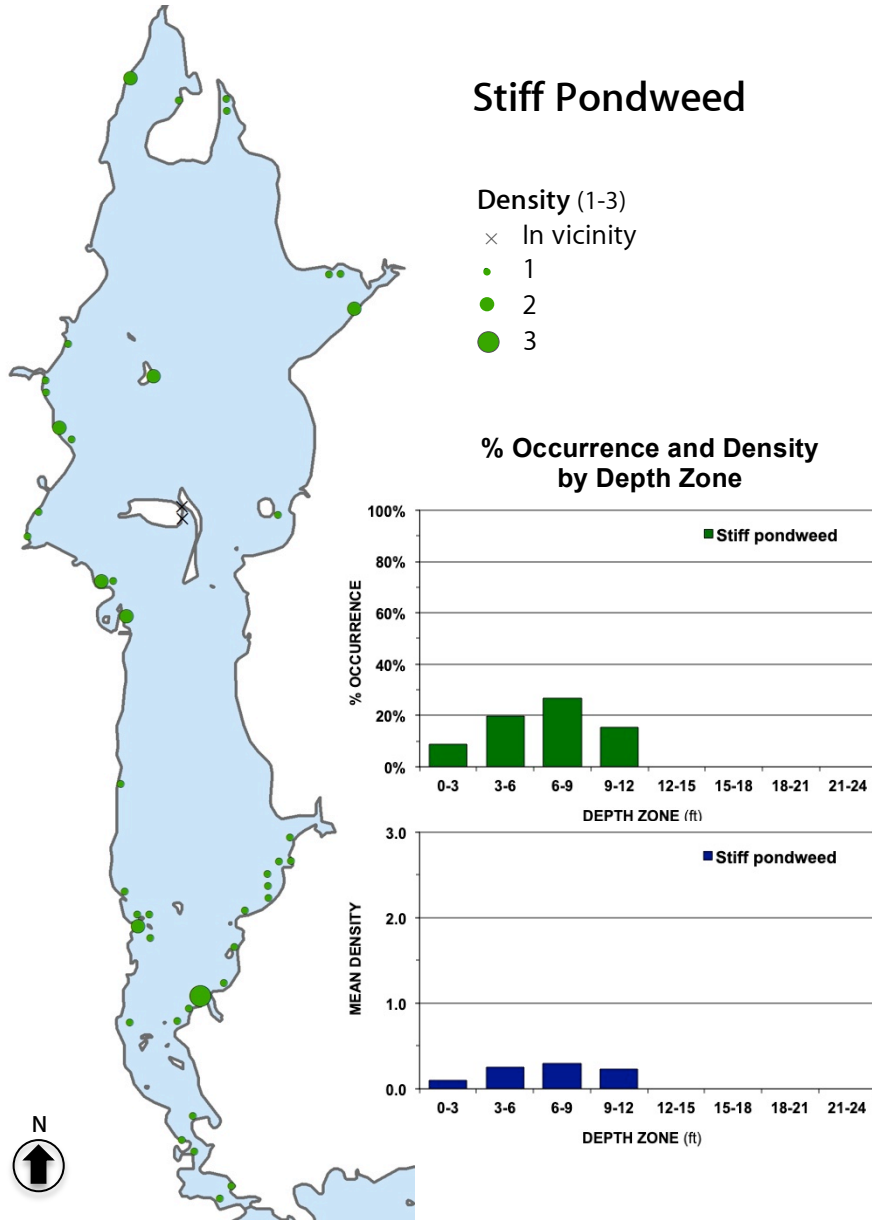 Stiff Pondweed
Density (1-3)
In vicinity
1
2
3
% Occurrence and Density
by Depth Zone
100%
80%
60%
40%
20%
0%
% OCCURRENCE
Stiff pondweed
0-3 3-6 6-9 9-12 12-15 15-18 18-21 21-24
DEPTH ZONE (ft)
3.0
2.0
1.0
0.0
MEAN DENSITY
Stiff pondweed
0-3 3-6 6-9 9-12 12-15 15-18 18-21 21-24
DEPTH ZONE (ft)
N